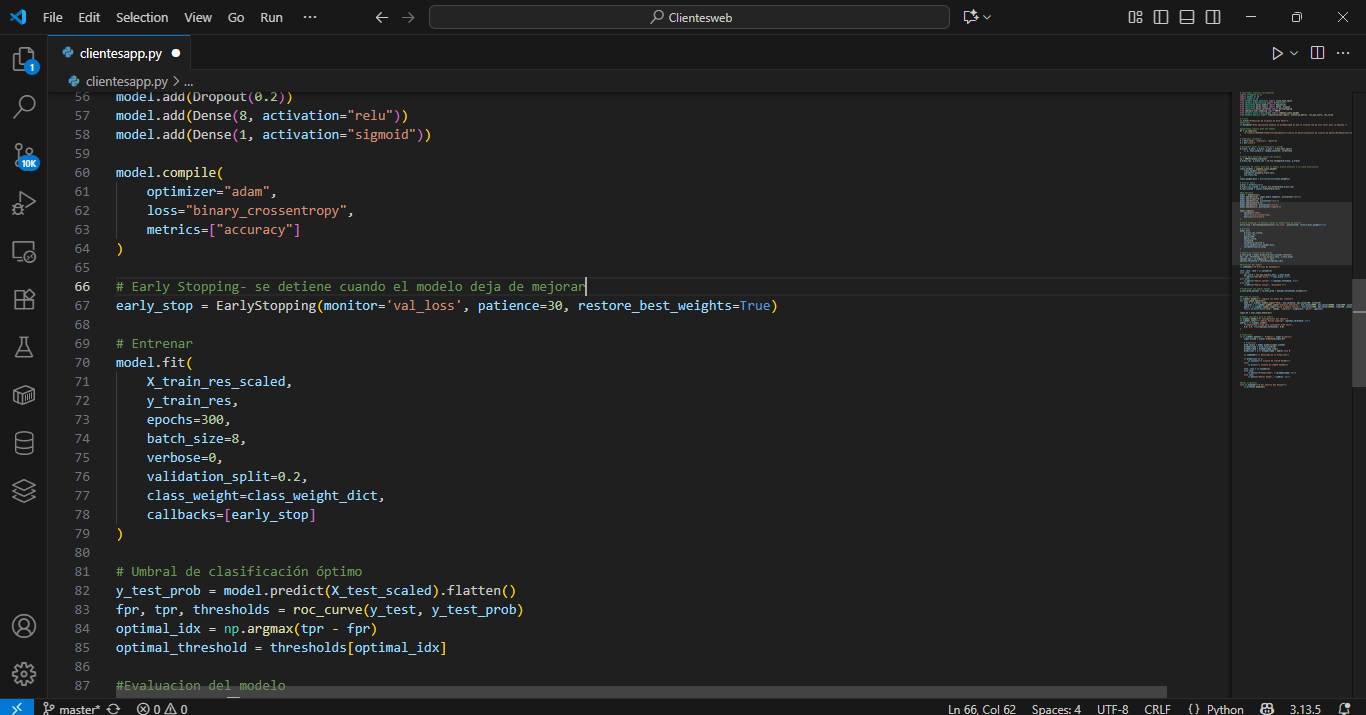 File Edit Selection View Go Run ··· Clientesweb
clientesapp.py
1
clientesapp.py > ...
10K
56 model.add(Dropout(0.2))
57 model.add(Dense(8, activation="relu"))
58 model.add(Dense(1, activation="sigmoid"))
59
60 model.compile(
61     optimizer="adam",
62     loss="binary_crossentropy",
63     metrics=["accuracy"]
64 )
65
66 # Early Stopping- se detiene cuando el modelo deja de mejorar
67 early_stop = EarlyStopping(monitor='val_loss', patience=30, restore_best_weights=True)
68
69 # Entrenar
70 model.fit(
71     X_train_res_scaled,
72     y_train_res,
73     epochs=300,
74     batch_size=8,
75     verbose=0,
76     validation_split=0.2,
77     class_weight=class_weight_dict,
78     callbacks=[early_stop]
79 )
80
81 # Umbral de clasificación óptimo
82 y_test_prob = model.predict(X_test_scaled).flatten()
83 fpr, tpr, thresholds = roc_curve(y_test, y_test_prob)
84 optimal_idx = np.argmax(tpr - fpr)
85 optimal_threshold = thresholds[optimal_idx]
86
87 #Evaluacion del modelo
master* 0 0 Ln 66, Col 62 Spaces: 4 UTF-8 CRLF {} Python 3.13.5